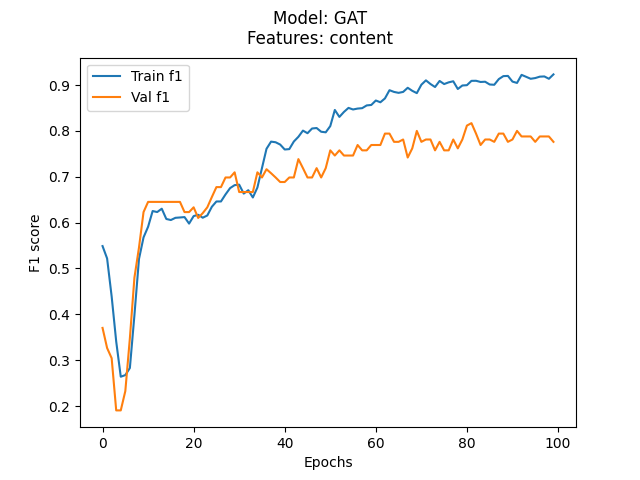 Model: GAT
Features: content
Train f1
Val f1
F1 score
0.9
0.8
0.7
0.6
0.5
0.4
0.3
0.2
0 20 40 60 80 100
Epochs